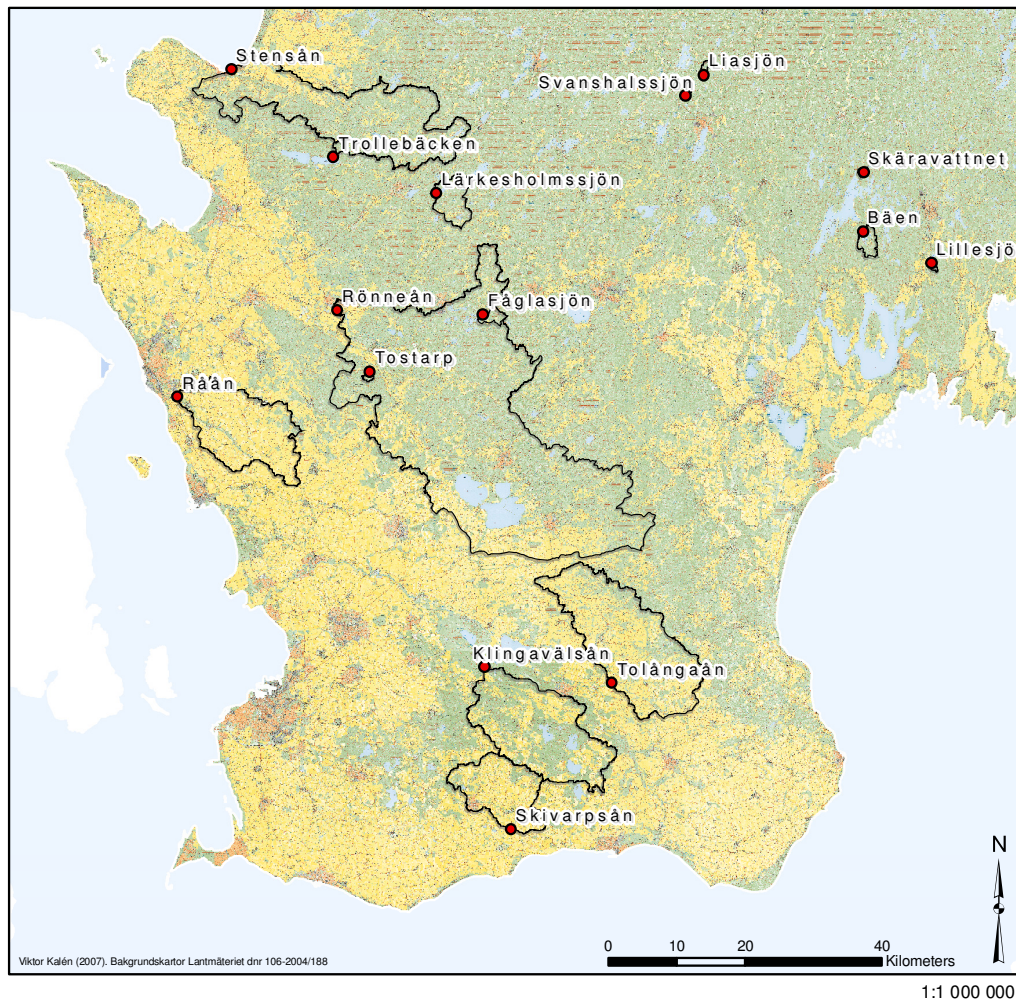 Stensån
Liasjön
Svanshalssjön
Trollebäcken
Skäravattnet
Lärkesholmssjön
Bäen
Lillesjö
Rönneån
Fåglasjön
Tostarp
Råån
Klingavälsån
Tolångaån
Skivarpsån
N
0 10 20 40
Kilometers
Viktor Kalén (2007). Bakgrundskartor Lantmäteriet dnr 106-2004/188
1:1 000 000